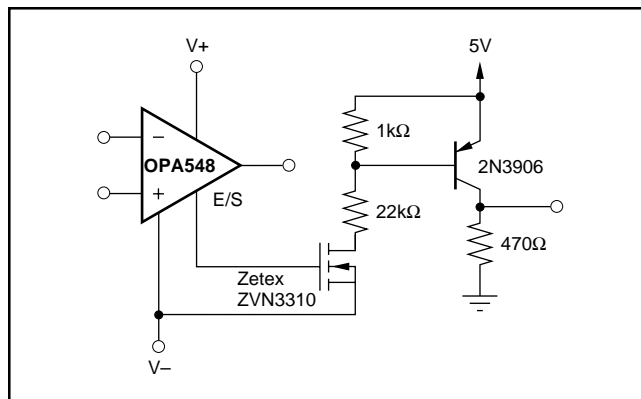 V+
5V
–
OPA548
+
E/S
1kΩ
2N3906
22kΩ
470Ω
Zetex
ZVN3310
V–